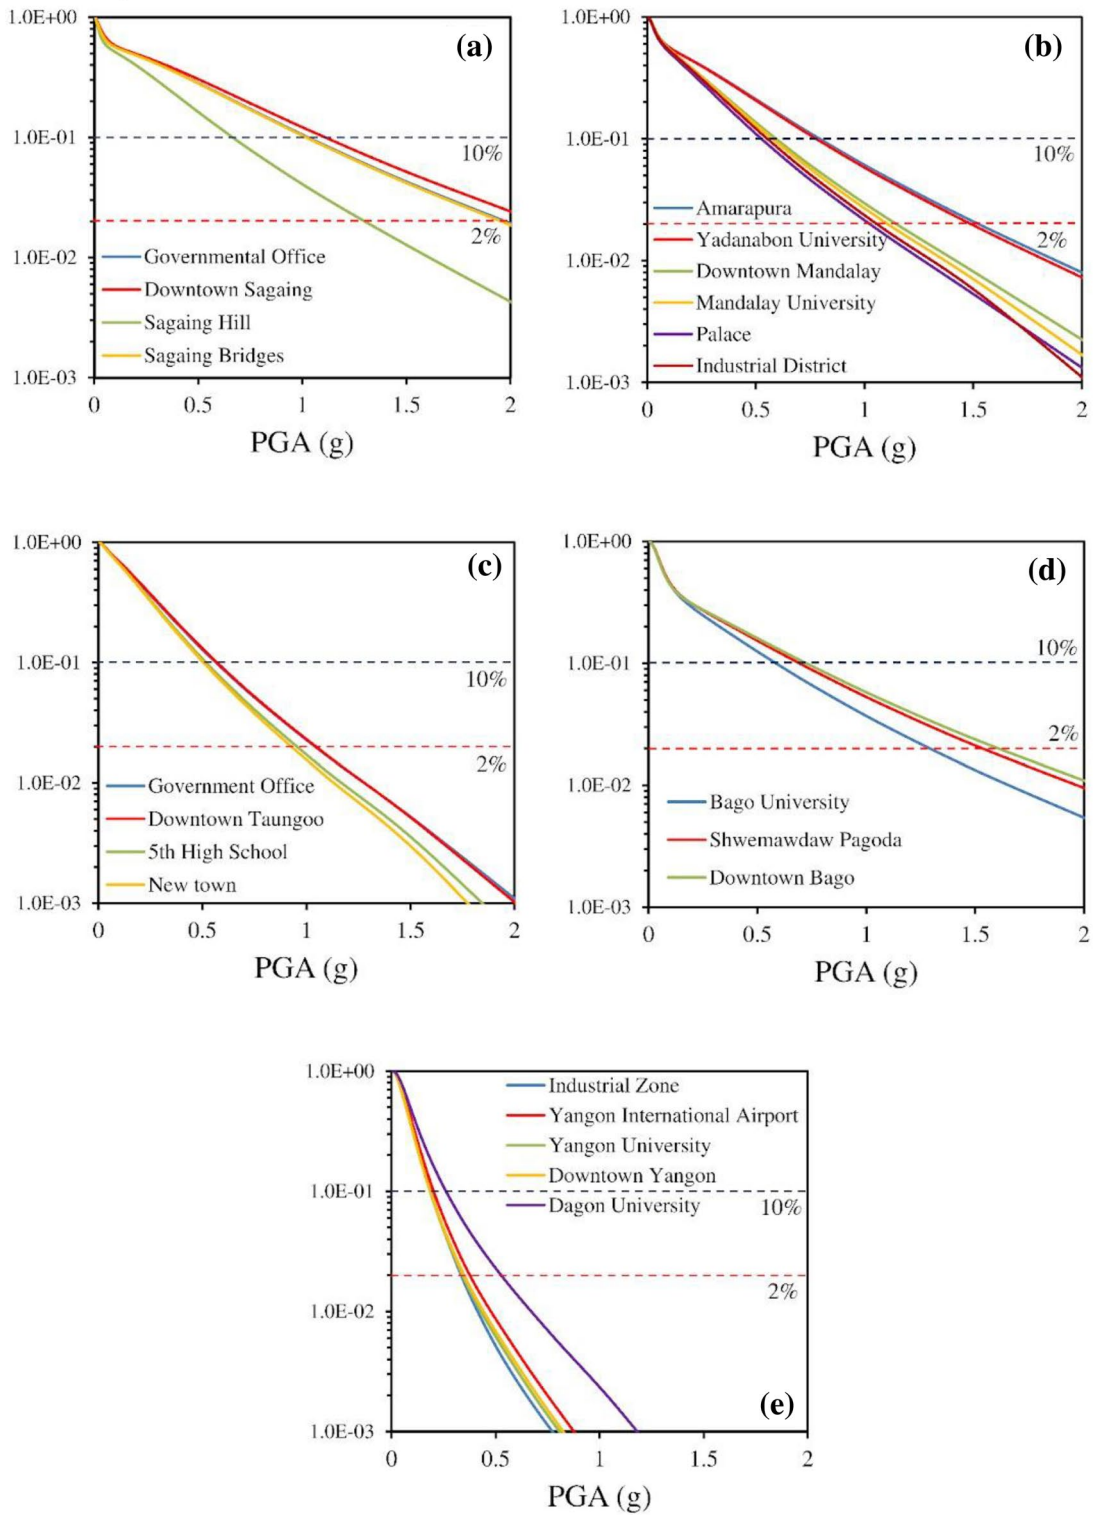 1.0E+00
(a)
1.0E-01
10%
2%
1.0E-02
Governmental Office
Downtown Sagaing
Sagaing Hill
Sagaing Bridges
1.0E-03
0 0.5 1 1.5 2
PGA (g)
1.0E+00
(b)
1.0E-01
10%
Amarapura
2%
Yadanabon University
1.0E-02
Downtown Mandalay
Mandalay University
Palace
Industrial District
1.0E-03
0 0.5 1 1.5 2
PGA (g)
1.0E+00
(c)
1.0E-01
10%
2%
1.0E-02
Government Office
Downtown Taungoo
5th High School
New town
1.0E-03
0 0.5 1 1.5 2
PGA (g)
1.0E+00
(d)
10%
1.0E-01
2%
1.0E-02
Bago University
Shwemawdaw Pagoda
Downtown Bago
1.0E-03
0 0.5 1 1.5 2
PGA (g)
1.0E+00
Industrial Zone
Yangon International Airport
Yangon University
Downtown Yangon
1.0E-01
Dagon University
10%
2%
1.0E-02
(e)
1.0E-03
0 0.5 1 1.5 2
PGA (g)